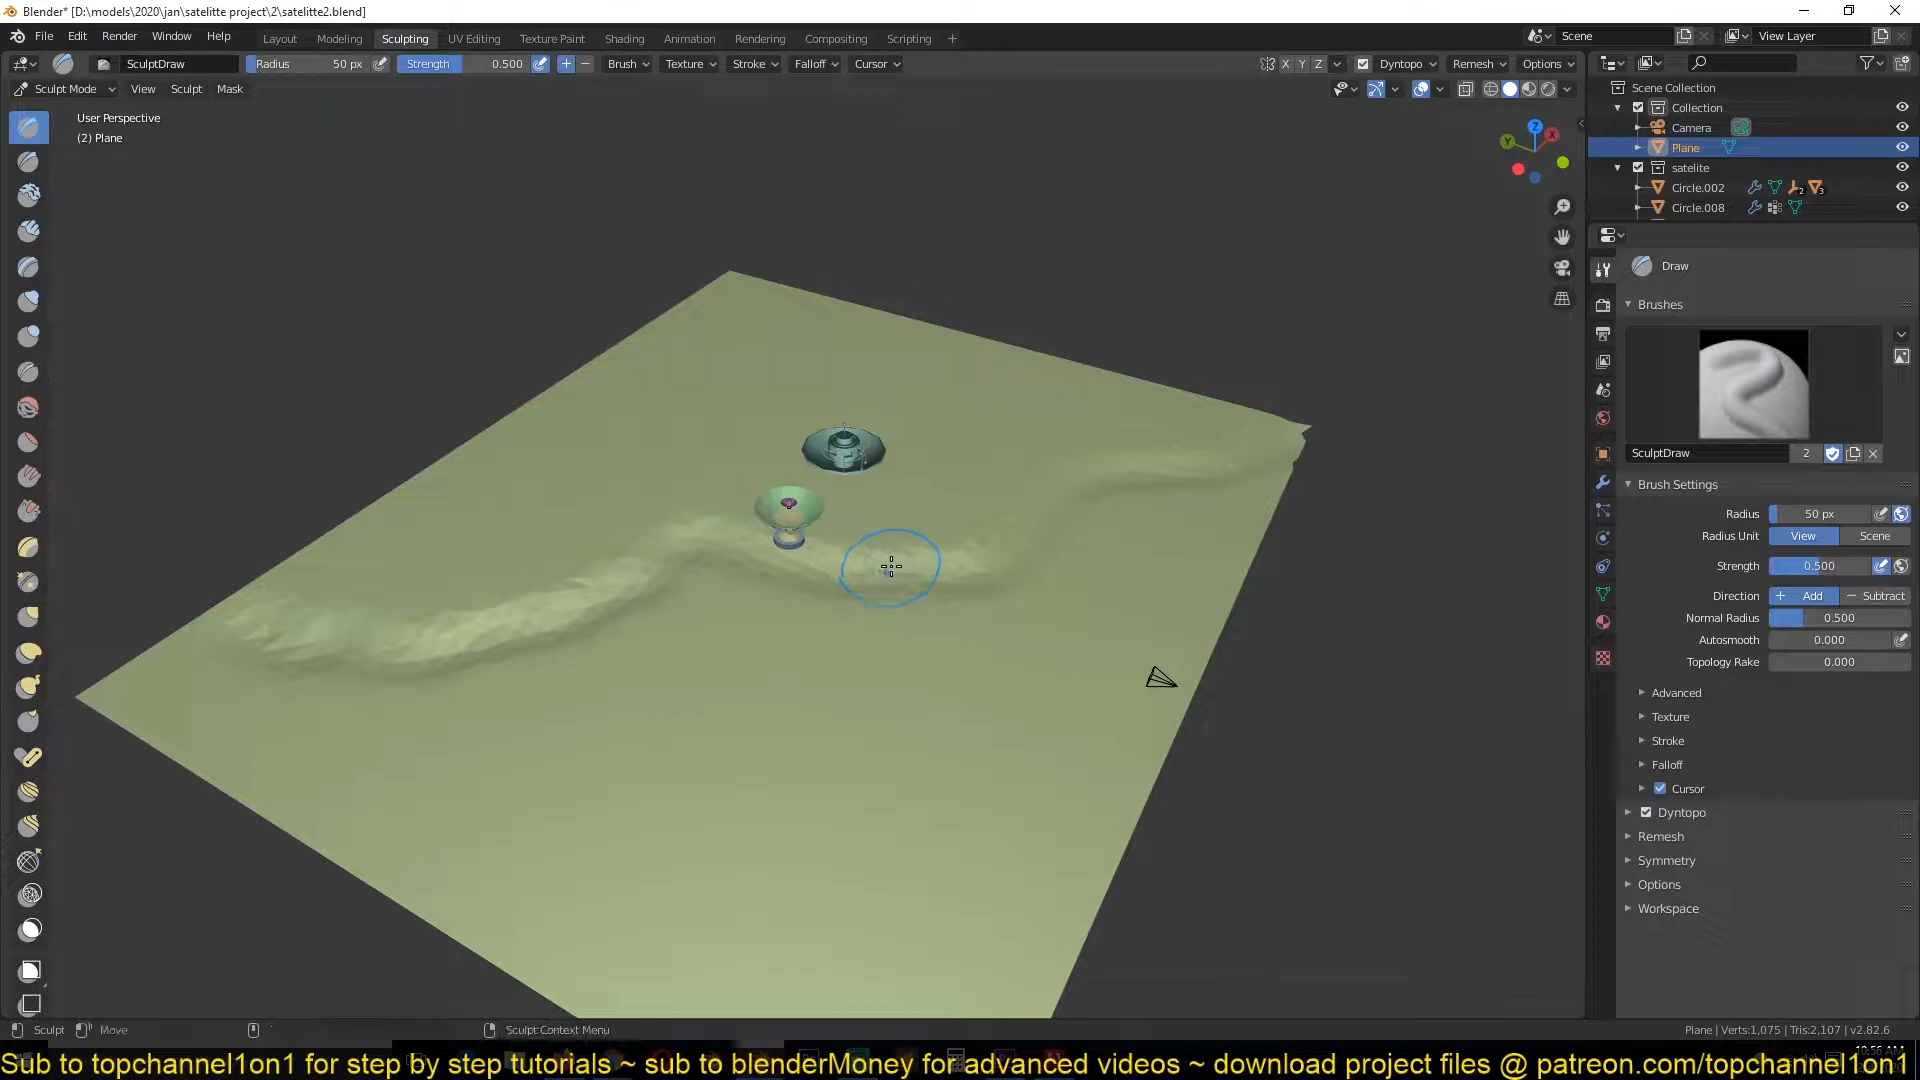 Blender* [D:\models\2020\jan\satelitte project\2\satelitte2.blend]
File Edit Render Window Help Layout Modeling Sculpting UV Editing Texture Paint Shading Animation Rendering Compositing Scripting + Scene View Layer
SculptDraw Radius 50 px Strength 0.500 + − Brush Texture Stroke Falloff Cursor X Y Z Dyntopo Remesh Options
Sculpt Mode View Sculpt Mask
User Perspective
(2) Plane
Z X Y
Scene Collection
Collection
Camera
Plane
satelite
Circle.002 2 3
Circle.008
Draw
Brushes
SculptDraw 2
Brush Settings
Radius 50 px
Radius Unit View Scene
Strength 0.500
Direction + Add − Subtract
Normal Radius 0.500
Autosmooth 0.000
Topology Rake 0.000
Advanced
Texture
Stroke
Falloff
Cursor
Dyntopo
Remesh
Symmetry
Options
Workspace
Sculpt Move Sculpt Context Menu Plane | Verts:1,075 | Tris:2,107 | v2.82.6
10:56 AM
Sub to topchannel1on1 for step by step tutorials ~ sub to blenderMoney for advanced videos ~ download project files @ patreon.com/topchannel1on1